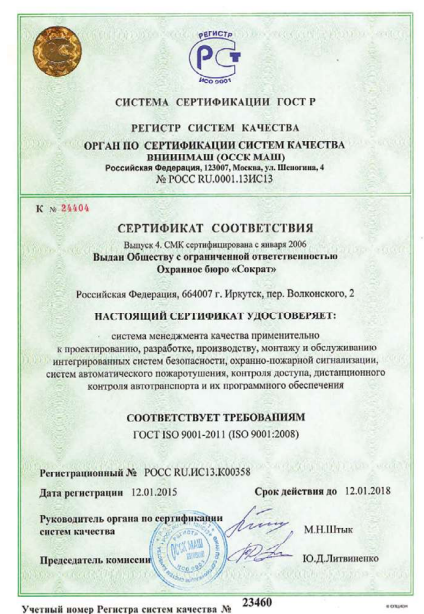 РЕГИСТР
РСТ
ИСО 9001
СИСТЕМА СЕРТИФИКАЦИИ ГОСТ Р
РЕГИСТР СИСТЕМ КАЧЕСТВА
ОРГАН ПО СЕРТИФИКАЦИИ СИСТЕМ КАЧЕСТВА
ВНИИНМАШ (ОССК МАШ)
Российская Федерация, 123007, Москва, ул. Шеногина, 4
№ РОСС RU.0001.13ИС13
К № 24404
СЕРТИФИКАТ СООТВЕТСТВИЯ
Выпуск 4. СМК сертифицирована с января 2006
Выдан Обществу с ограниченной ответственностью
Охранное бюро «Сократ»
Российская Федерация, 664007 г. Иркутск, пер. Волконского, 2
НАСТОЯЩИЙ СЕРТИФИКАТ УДОСТОВЕРЯЕТ:
система менеджмента качества применительно
к проектированию, разработке, производству, монтажу и обслуживанию
интегрированных систем безопасности, охранно-пожарной сигнализации,
систем автоматического пожаротушения, контроля доступа, дистанционного
контроля автотранспорта и их программного обеспечения
СООТВЕТСТВУЕТ ТРЕБОВАНИЯМ
ГОСТ ISO 9001-2011 (ISO 9001:2008)
Регистрационный № РОСС RU.ИС13.К00358
Дата регистрации 12.01.2015 Срок действия до 12.01.2018
Руководитель органа по сертификации
систем качества М.Н.Штык
ОССК МАШ
Председатель комиссии Ю.Д.Литвиненко
Учетный номер Регистра систем качества № 23460